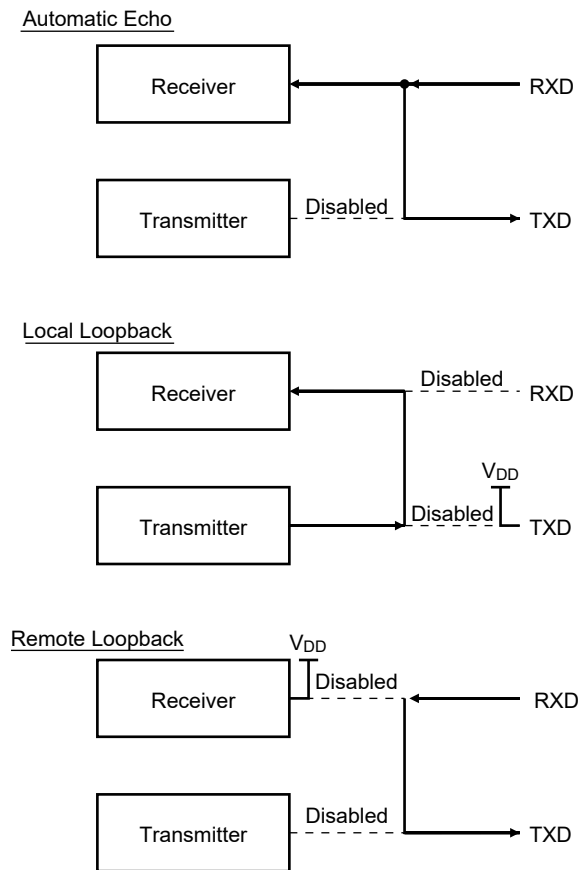 Automatic Echo
Receiver
RXD
Transmitter
Disabled
TXD
Local Loopback
Receiver
Disabled
RXD
VDD
Transmitter
Disabled
TXD
Remote Loopback
VDD
Receiver
Disabled
RXD
Transmitter
Disabled
TXD